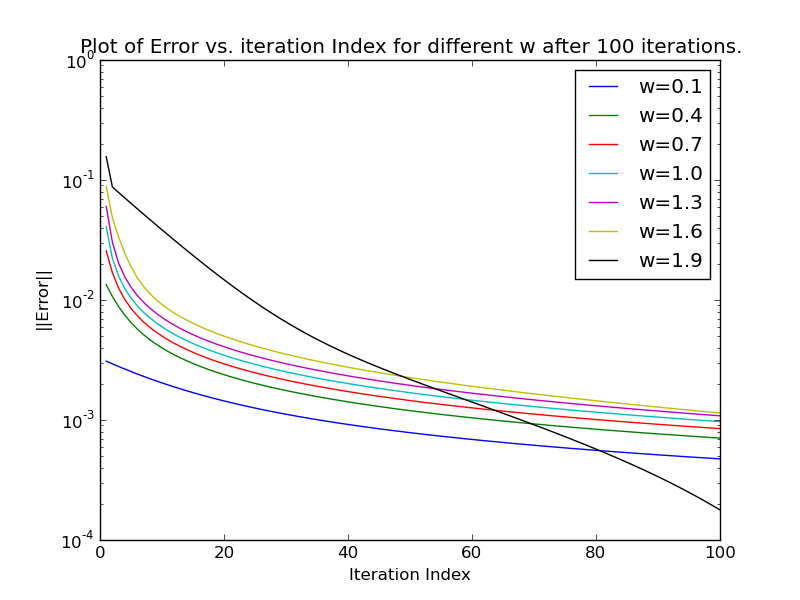 Plot of Error vs. iteration Index for different w after 100 iterations.
10^0
10^-1
10^-2
10^-3
10^-4
||Error||
w=0.1
w=0.4
w=0.7
w=1.0
w=1.3
w=1.6
w=1.9
0 20 40 60 80 100
Iteration Index